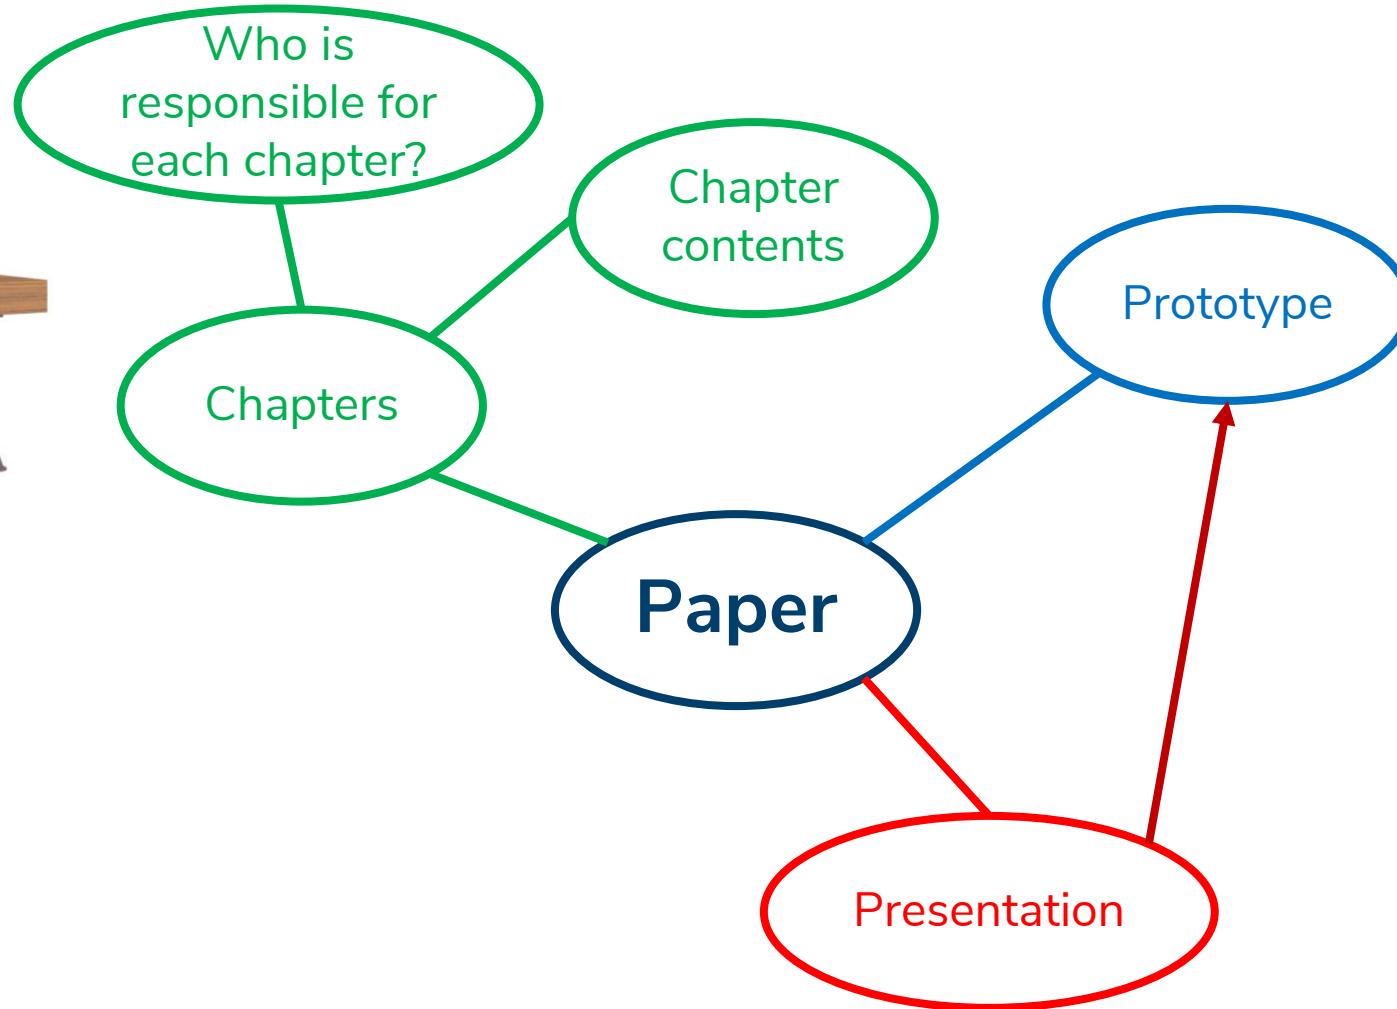 Who is
responsible for
each chapter?
Chapter
contents
Prototype
Chapters
Paper
Presentation